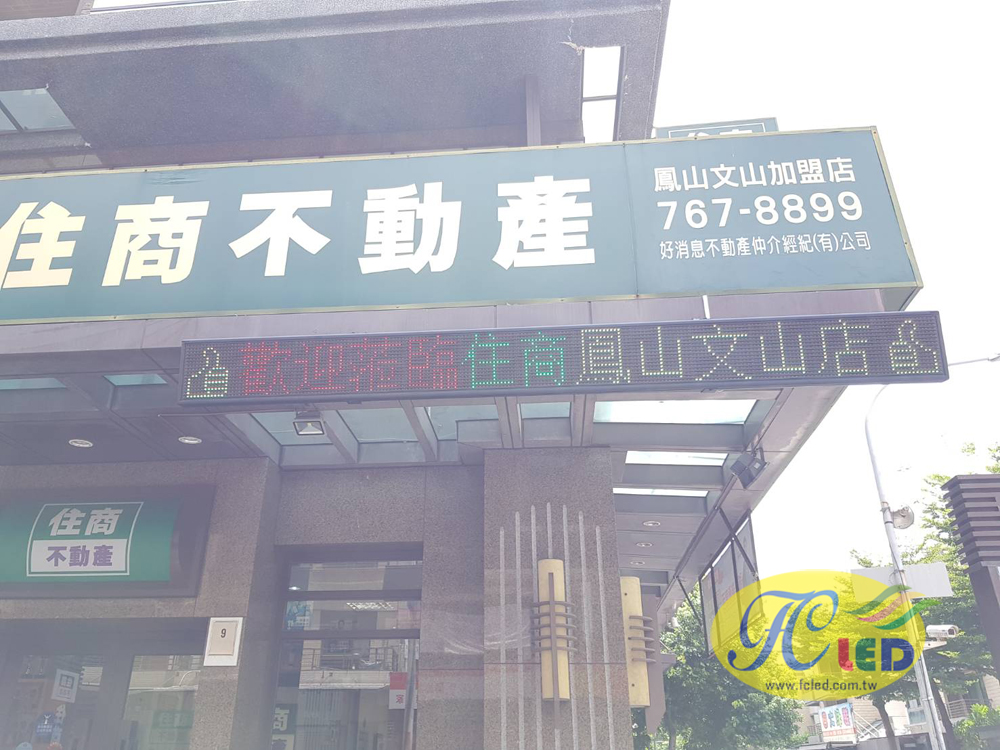 住商
住商不動產
鳳山文山加盟店
767-8899
好消息不動產仲介經紀(有)公司
歡迎蒞臨住商鳳山文山店
住商
不動產
9
FC LED
www.fcled.com.tw